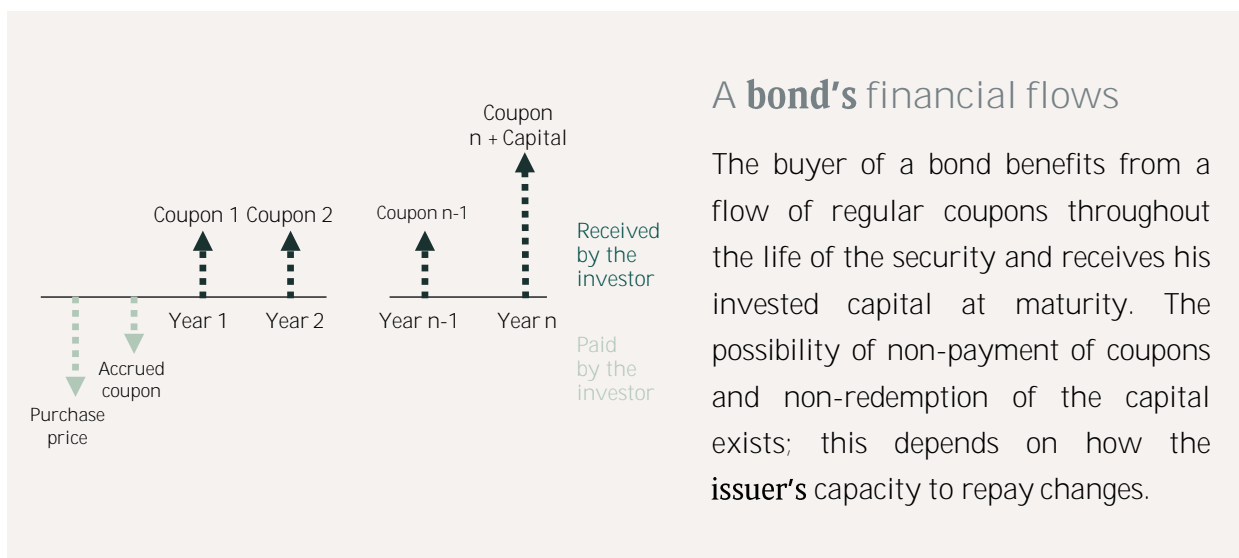 Coupon
n + Capital
Coupon 1 Coupon 2
Coupon n-1
Received
by the
investor
Year 1
Year 2
Year n-1
Year n
Paid
by the
investor
Accrued
coupon
Purchase
price
A bond's financial flows
The buyer of a bond benefits from a
flow of regular coupons throughout
the life of the security and receives his
invested capital at maturity. The
possibility of non-payment of coupons
and non-redemption of the capital
exists; this depends on how the
issuer's capacity to repay changes.